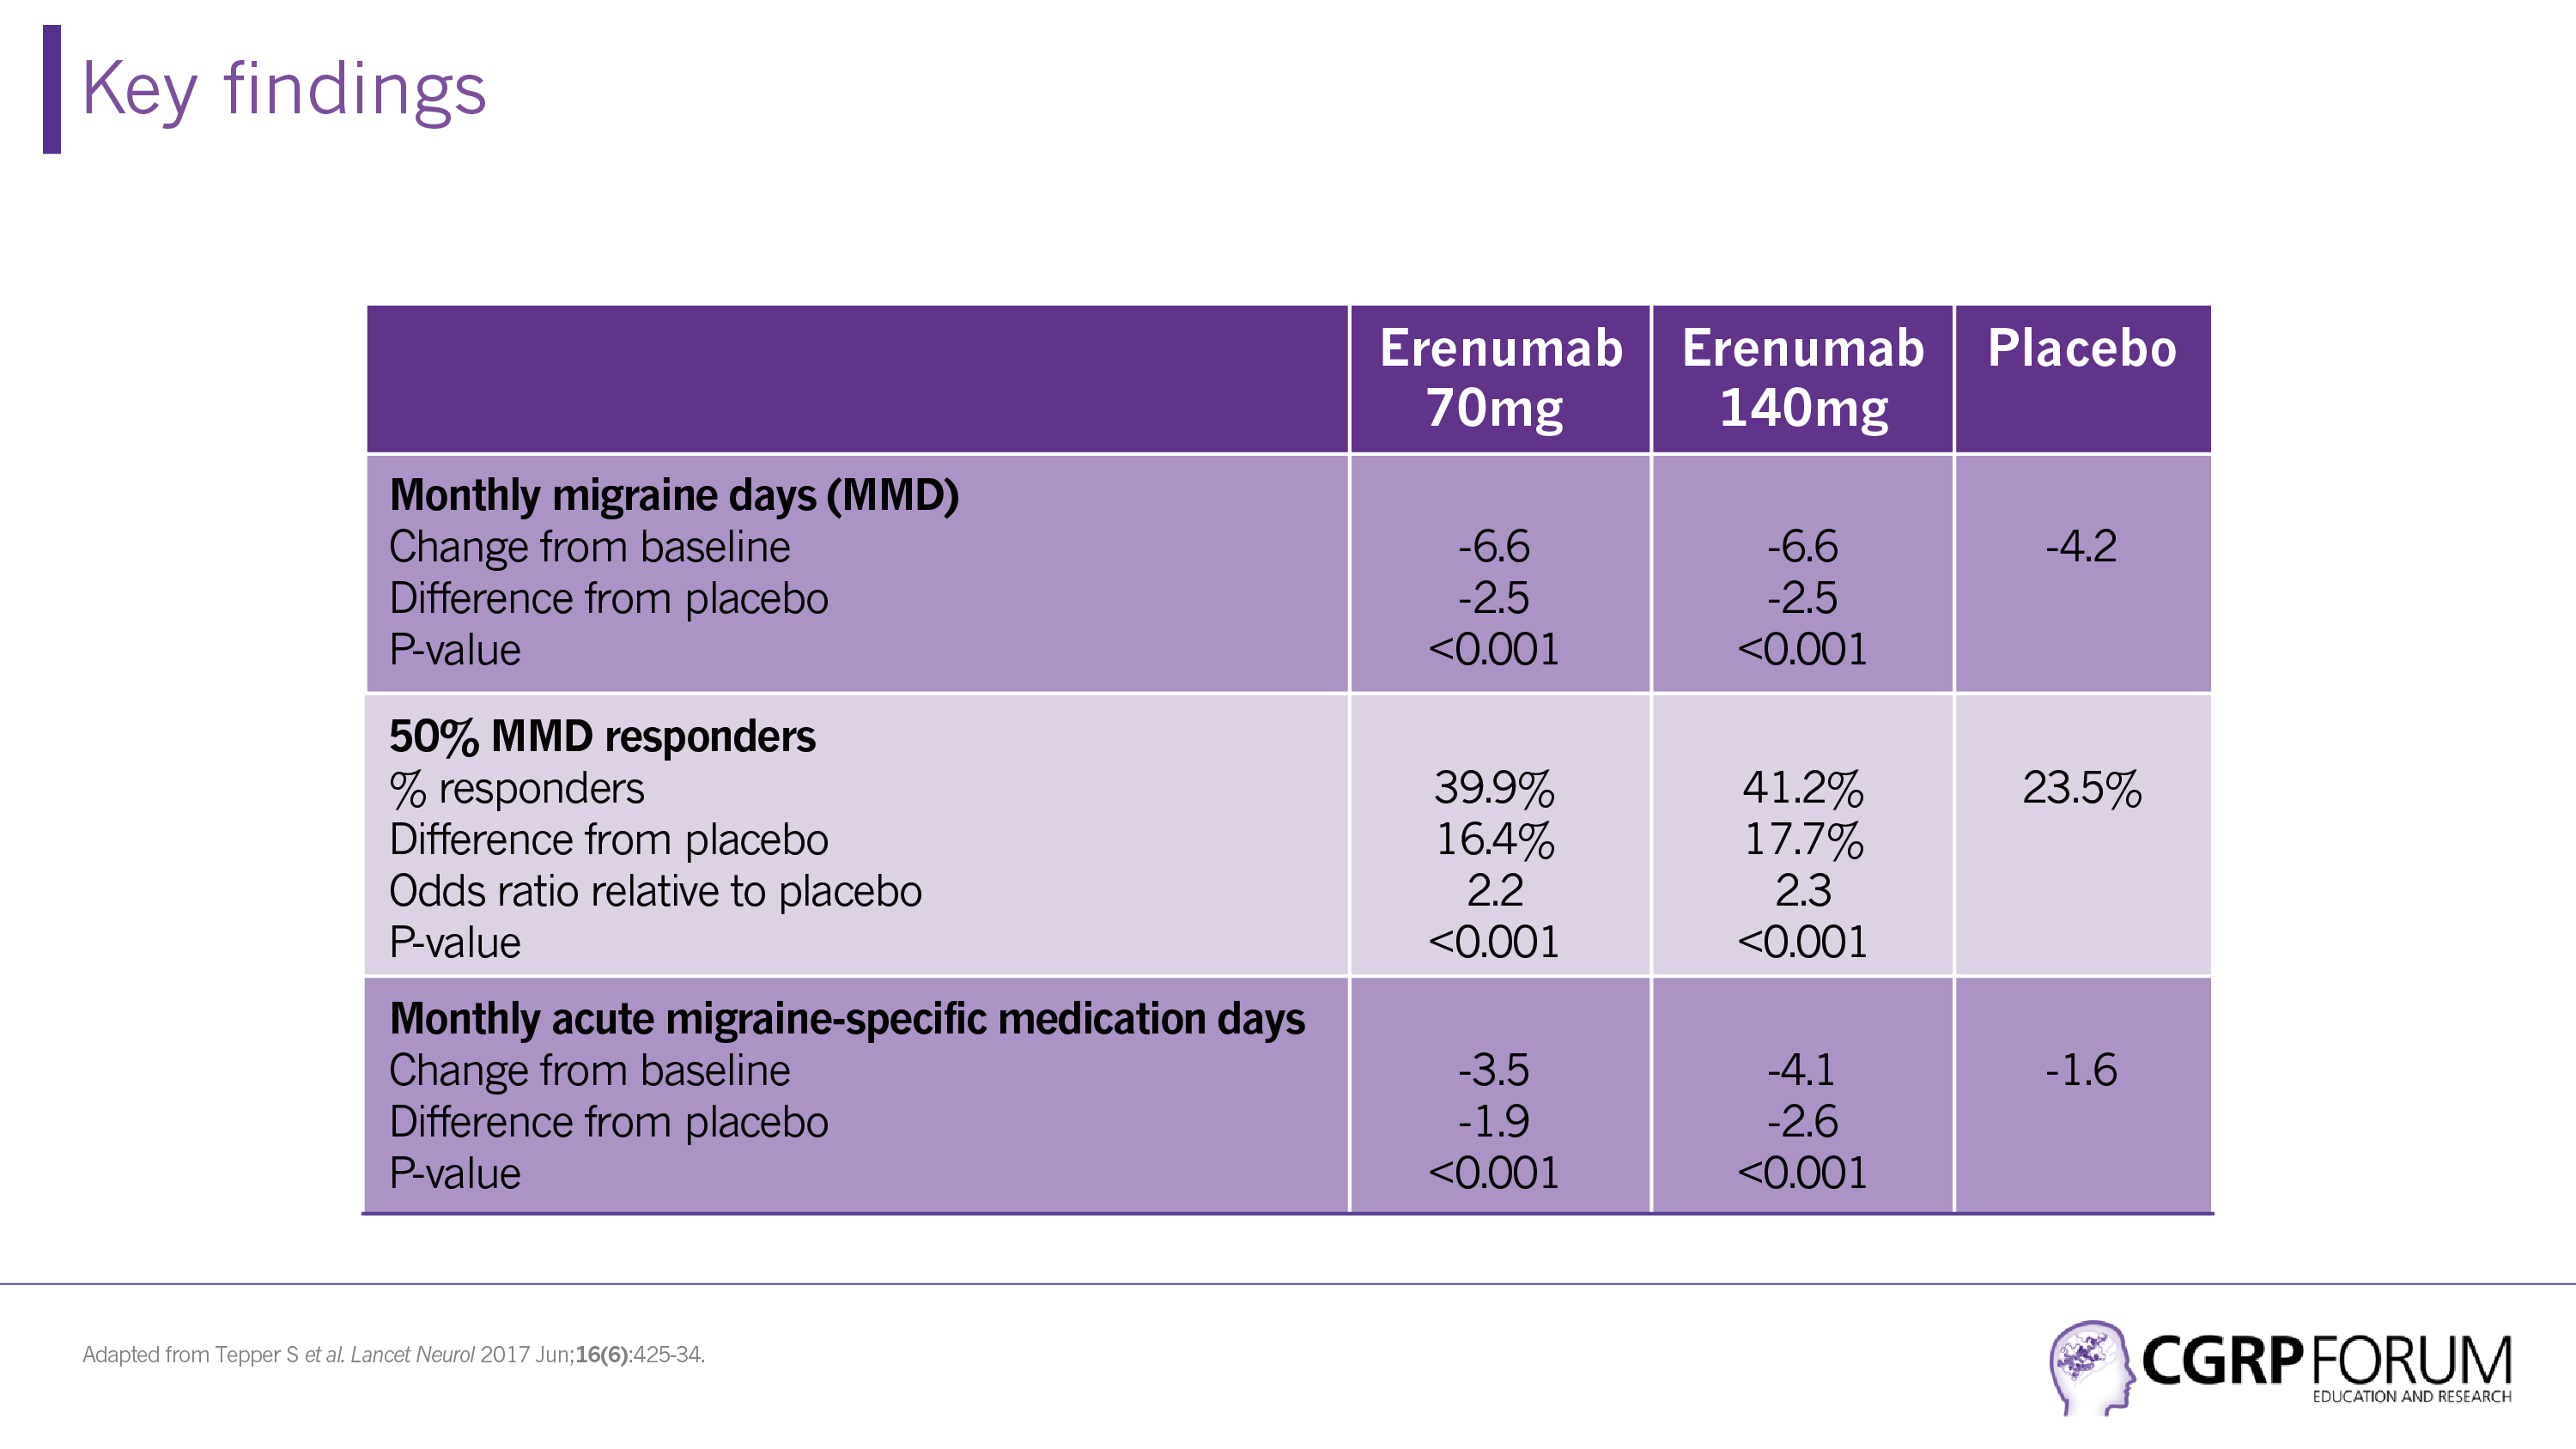 Key findings
Erenumab 70mg Erenumab 140mg Placebo
Monthly migraine days (MMD)
Change from baseline -6.6 -6.6 -4.2
Difference from placebo -2.5 -2.5
P-value <0.001 <0.001
50% MMD responders
% responders 39.9% 41.2% 23.5%
Difference from placebo 16.4% 17.7%
Odds ratio relative to placebo 2.2 2.3
P-value <0.001 <0.001
Monthly acute migraine-specific medication days
Change from baseline -3.5 -4.1 -1.6
Difference from placebo -1.9 -2.6
P-value <0.001 <0.001
Adapted from Tepper S et al. Lancet Neurol 2017 Jun;16(6):425-34.
CGRP FORUM
EDUCATION AND RESEARCH